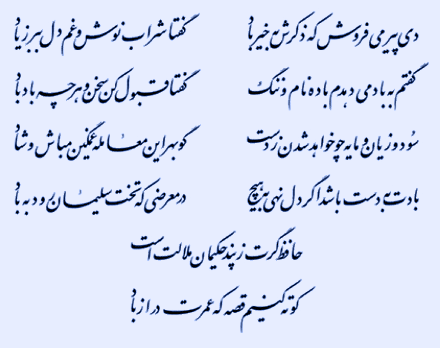 دی پیر می فروش که ذکرش به خیر باد گفتا شراب نوش و غم دل ببر ز یاد
گفتم به باد می دهدم باده نام و ننگ گفتا قبول کن سخن و هر چه باد باد
سود و زیان و مایه چو خواهد شدن ز دست گو بهر این معامله غمگین مباش و شاد
بادت به دست باشد اگر دل نهی به هیچ در معرضی که تخت سلیمان رود به باد
حافظ گرت ز پند حکیمان ملالت است
کوته کنیم قصه که عمرت دراز باد